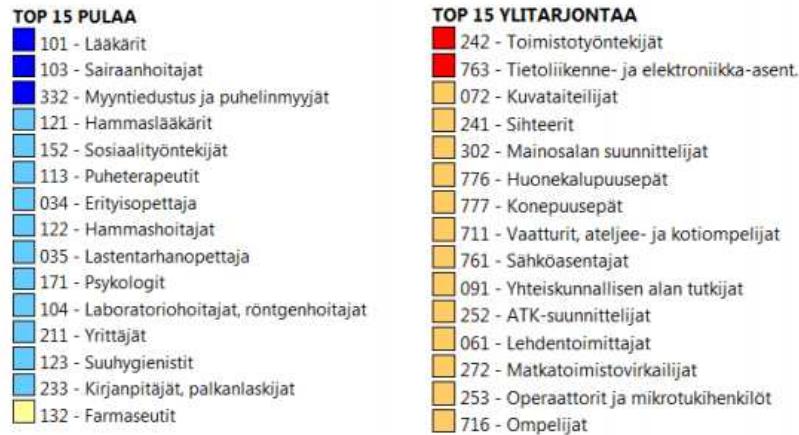 TOP 15 PULAA
101 - Lääkärit
103 - Sairaanhoitajat
332 - Myyntiedustus ja puhelinmyyjät
121 - Hammaslääkärit
152 - Sosiaalityöntekijät
113 - Puheterapeutit
034 - Erityisopettaja
122 - Hammashoitajat
035 - Lastentarhanopettaja
171 - Psykologit
104 - Laboratoriohoitajat, röntgenhoitajat
211 - Yrittäjät
123 - Suuhygienistit
233 - Kirjanpitäjät, palkanlaskijat
132 - Farmaseutit
TOP 15 YLITARJONTAA
242 - Toimistotyöntekijät
763 - Tietoliikenne- ja elektroniikka-asent.
072 - Kuvataiteilijat
241 - Sihteerit
302 - Mainosalan suunnittelijat
776 - Huonekalupuusepät
777 - Konepuusepät
711 - Vaatturit, ateljee- ja kotiompelijat
761 - Sähköasentajat
091 - Yhteiskunnallisen alan tutkijat
252 - ATK-suunnittelijat
061 - Lehdentoimittajat
272 - Matkatoimistovirkailijat
253 - Operaattorit ja mikrotukihenkilöt
716 - Ompelijat